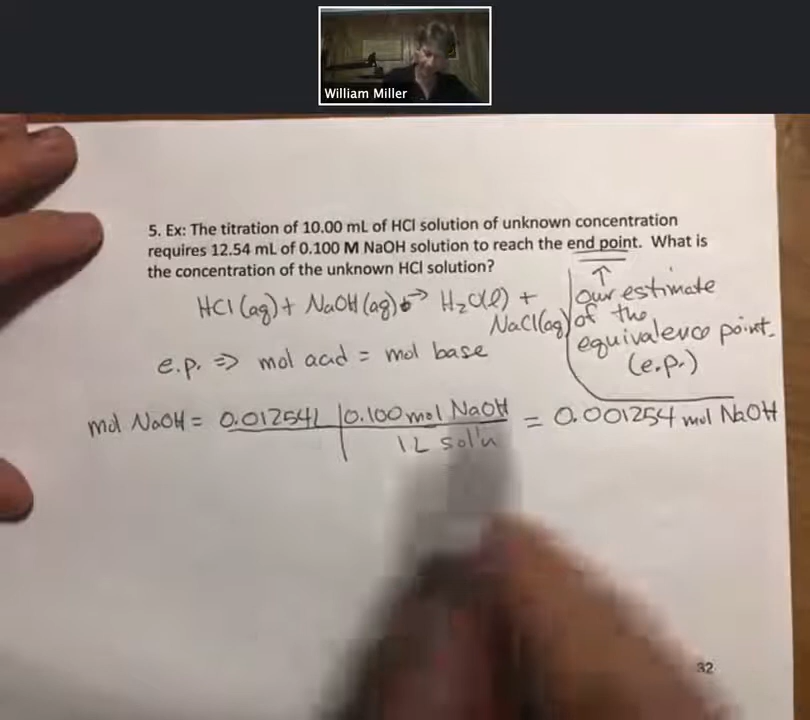 William Miller
5. Ex: The titration of 10.00 mL of HCl solution of unknown concentration
requires 12.54 mL of 0.100 M NaOH solution to reach the end point. What is
the concentration of the unknown HCl solution?
HCl(aq) + NaOH(aq) → H₂O(l) +
NaCl(aq)
our estimate
of the
equivalence point.
(e.p.)
e.p. ⇒ mol acid = mol base
mol NaOH = 0.01254L | 0.100 mol NaOH = 0.001254 mol NaOH
1L sol'n
32